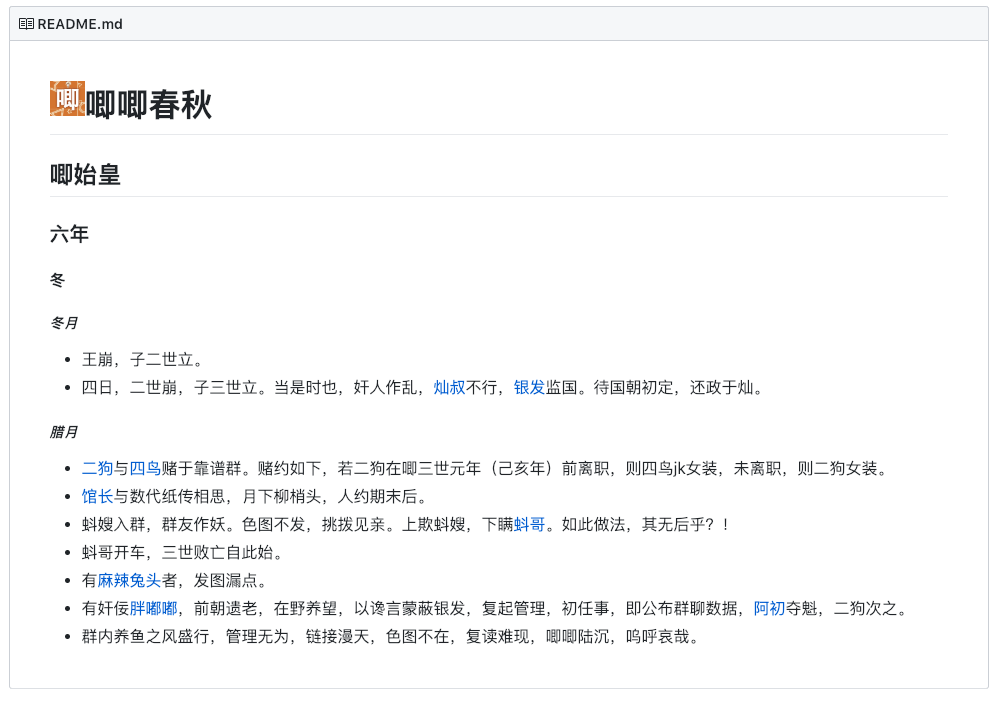 README.md
唧唧唧春秋
唧始皇
六年
冬
冬月
王崩，子二世立。
四日，二世崩，子三世立。当是时也，奸人作乱，灿叔不行，银发监国。待国朝初定，还政于灿。
腊月
二狗与四鸟赌于靠谱群。赌约如下，若二狗在唧三世元年（己亥年）前离职，则四鸟jk女装，未离职，则二狗女装。
馆长与数代纸传相思，月下柳梢头，人约期末后。
蚪嫂入群，群友作妖。色图不发，挑拨见亲。上欺蚪嫂，下瞒蚪哥。如此做法，其无后乎？！
蚪哥开车，三世败亡自此始。
有麻辣兔头者，发图漏点。
有奸佞胖嘟嘟，前朝遗老，在野养望，以谗言蒙蔽银发，复起管理，初任事，即公布群聊数据，阿初夺魁，二狗次之。
群内养鱼之风盛行，管理无为，链接漫天，色图不在，复读难现，唧唧陆沉，呜呼哀哉。